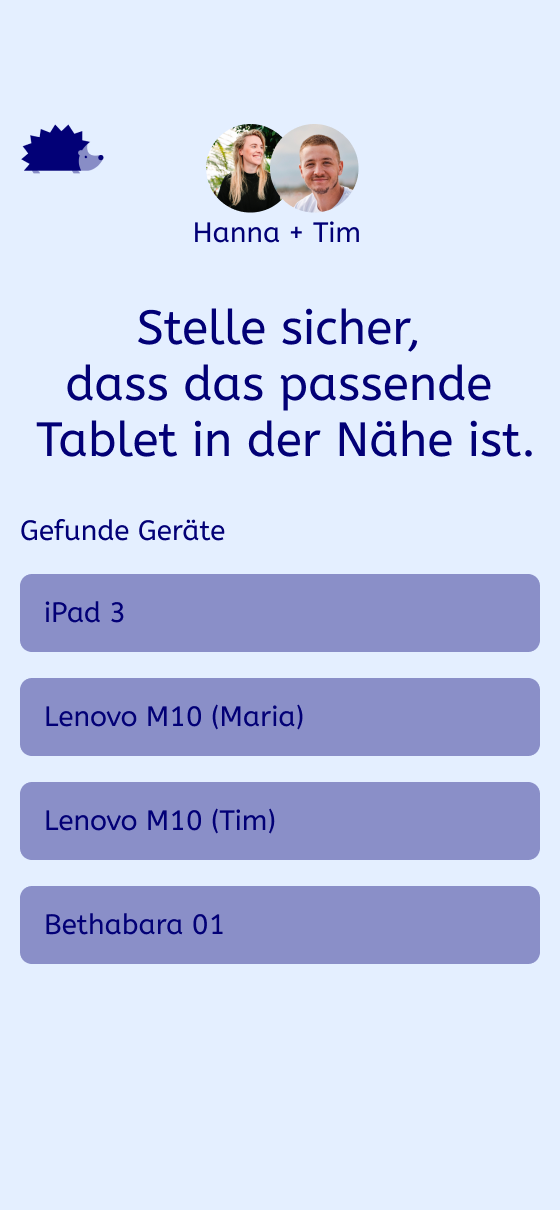 Hanna + Tim
Stelle sicher,
dass das passende
Tablet in der Nähe ist.
Gefunde Geräte
iPad 3
Lenovo M10 (Maria)
Lenovo M10 (Tim)
Bethabara 01